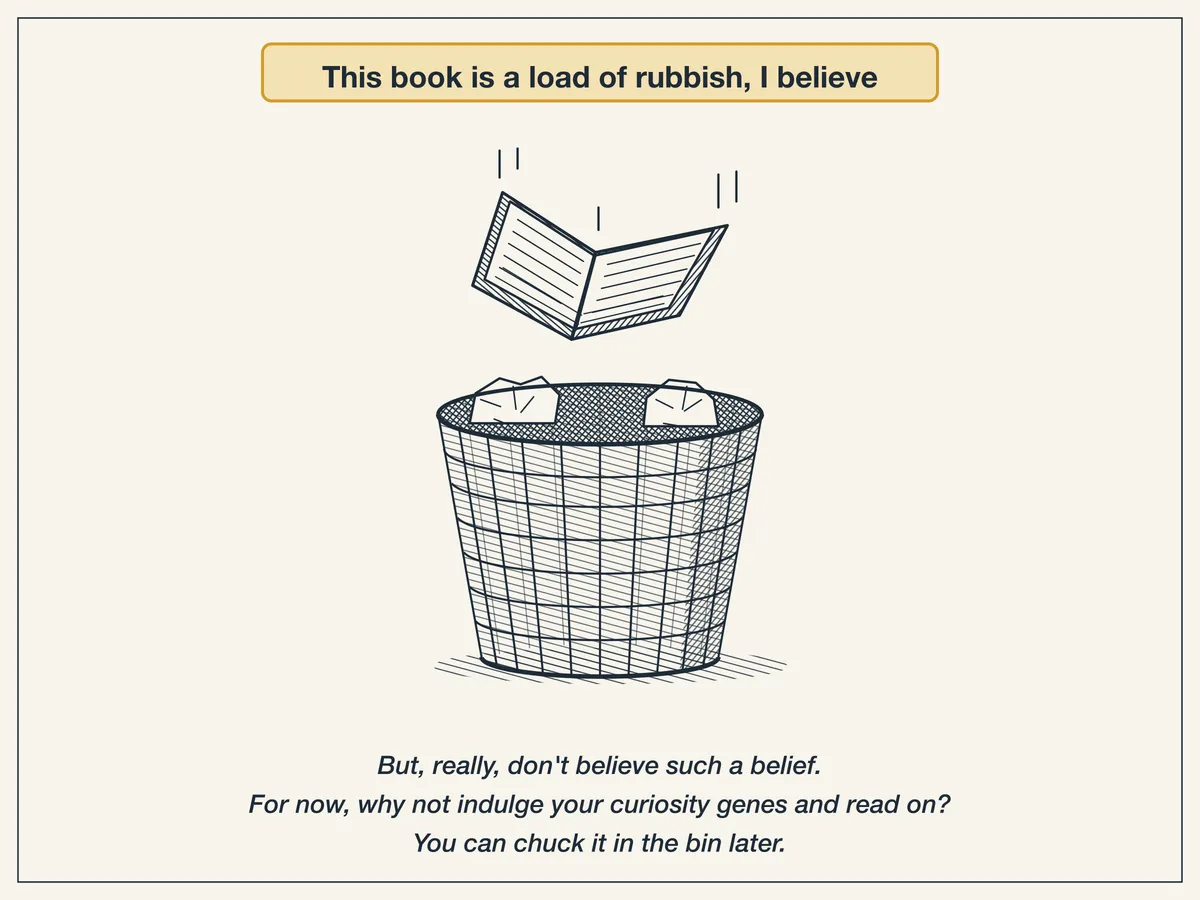 This book is a load of rubbish, I believe
But, really, don't believe such a belief.
For now, why not indulge your curiosity genes and read on?
You can chuck it in the bin later.